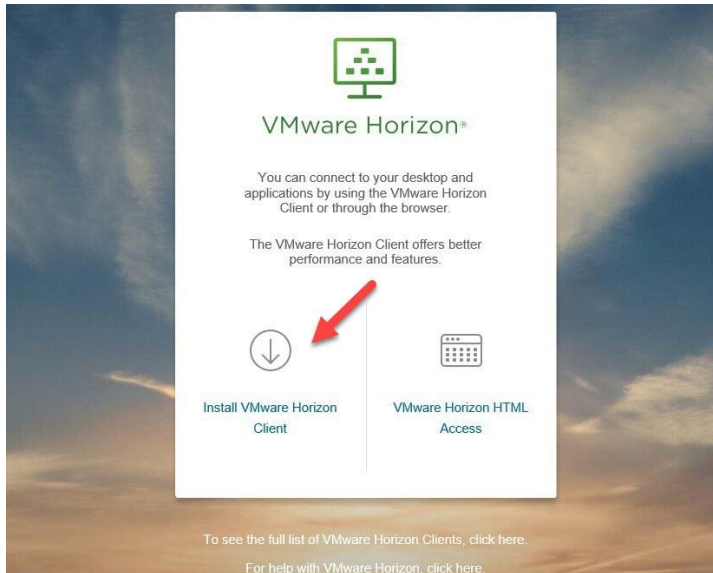 VMware Horizon®
You can connect to your desktop and
applications by using the VMware Horizon
Client or through the browser.
The VMware Horizon Client offers better
performance and features.
Install VMware Horizon
Client
VMware Horizon HTML
Access
To see the full list of VMware Horizon Clients, click here.
For help with VMware Horizon, click here.